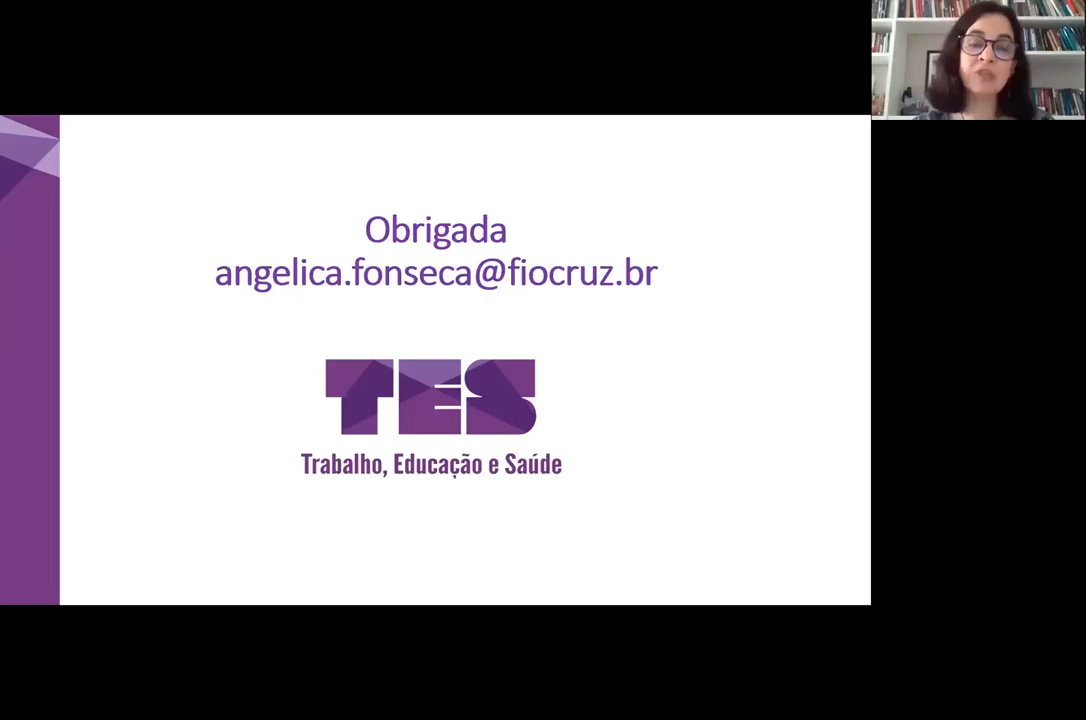 Obrigada
angelica.fonseca@fiocruz.br
TES
Trabalho, Educação e Saúde